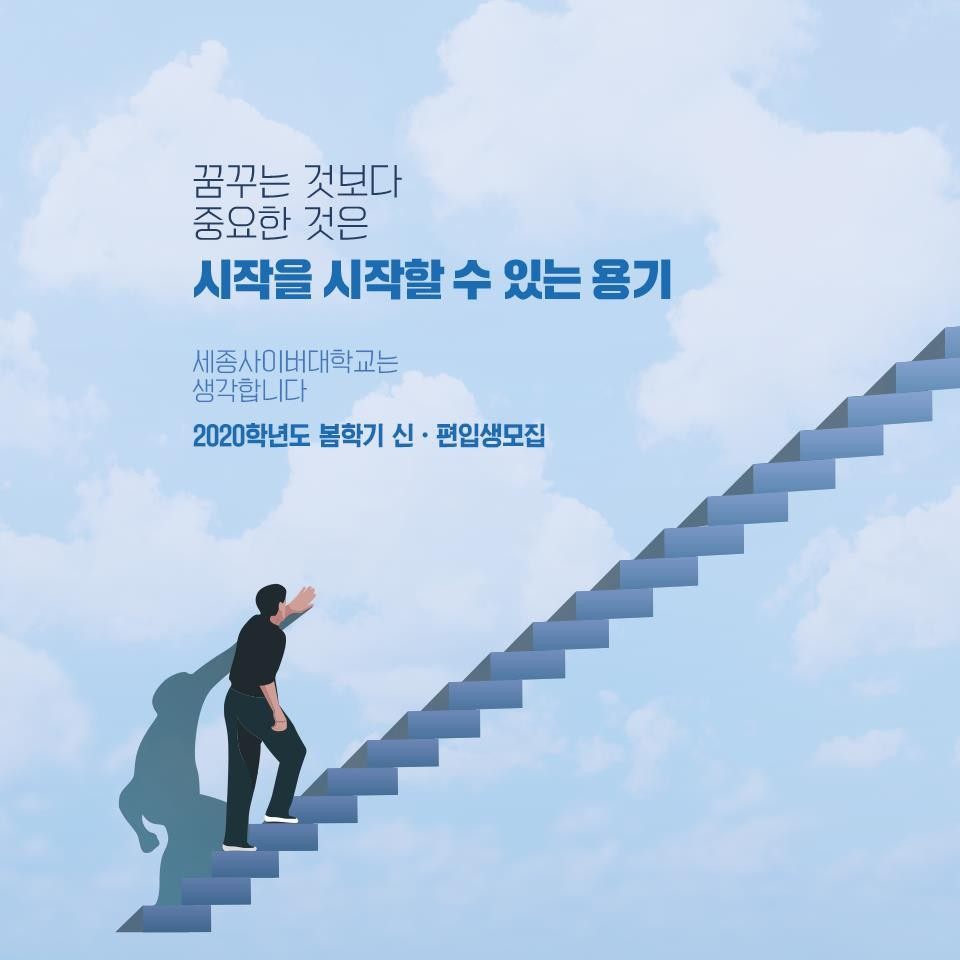 꿈꾸는 것보다
중요한 것은
시작을 시작할 수 있는 용기
세종사이버대학교는
생각합니다
2020학년도 봄학기 신 · 편입생모집